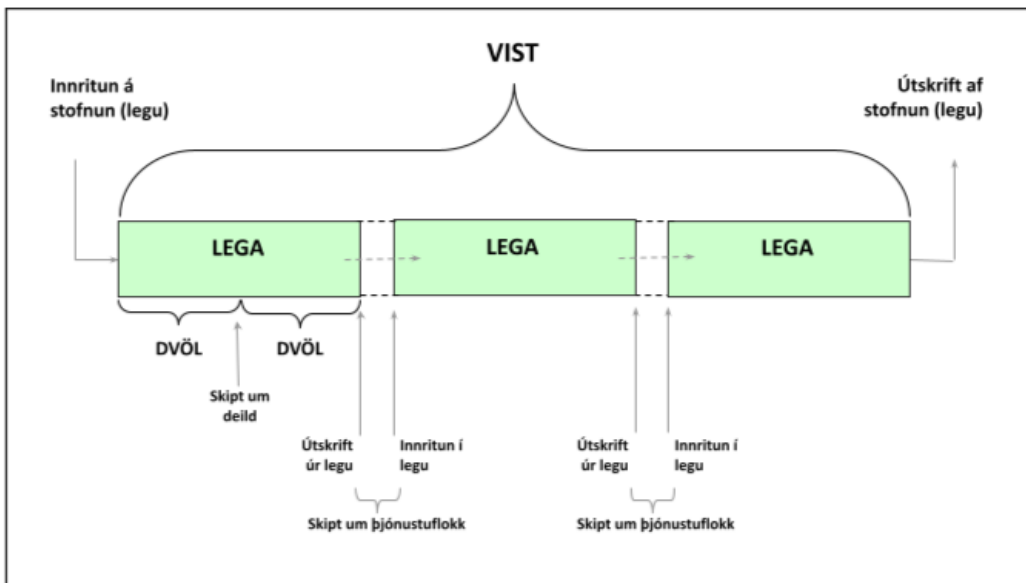 VIST
Innritun á
stofnun (legu)
Útskrift af
stofnun (legu)
LEGA
LEGA
LEGA
DVÖL
DVÖL
Skipt um
deild
Útskrift
úr legu
Innritun í
legu
Útskrift
úr legu
Innritun í
legu
Skipt um þjónustuflokk
Skipt um þjónustuflokk